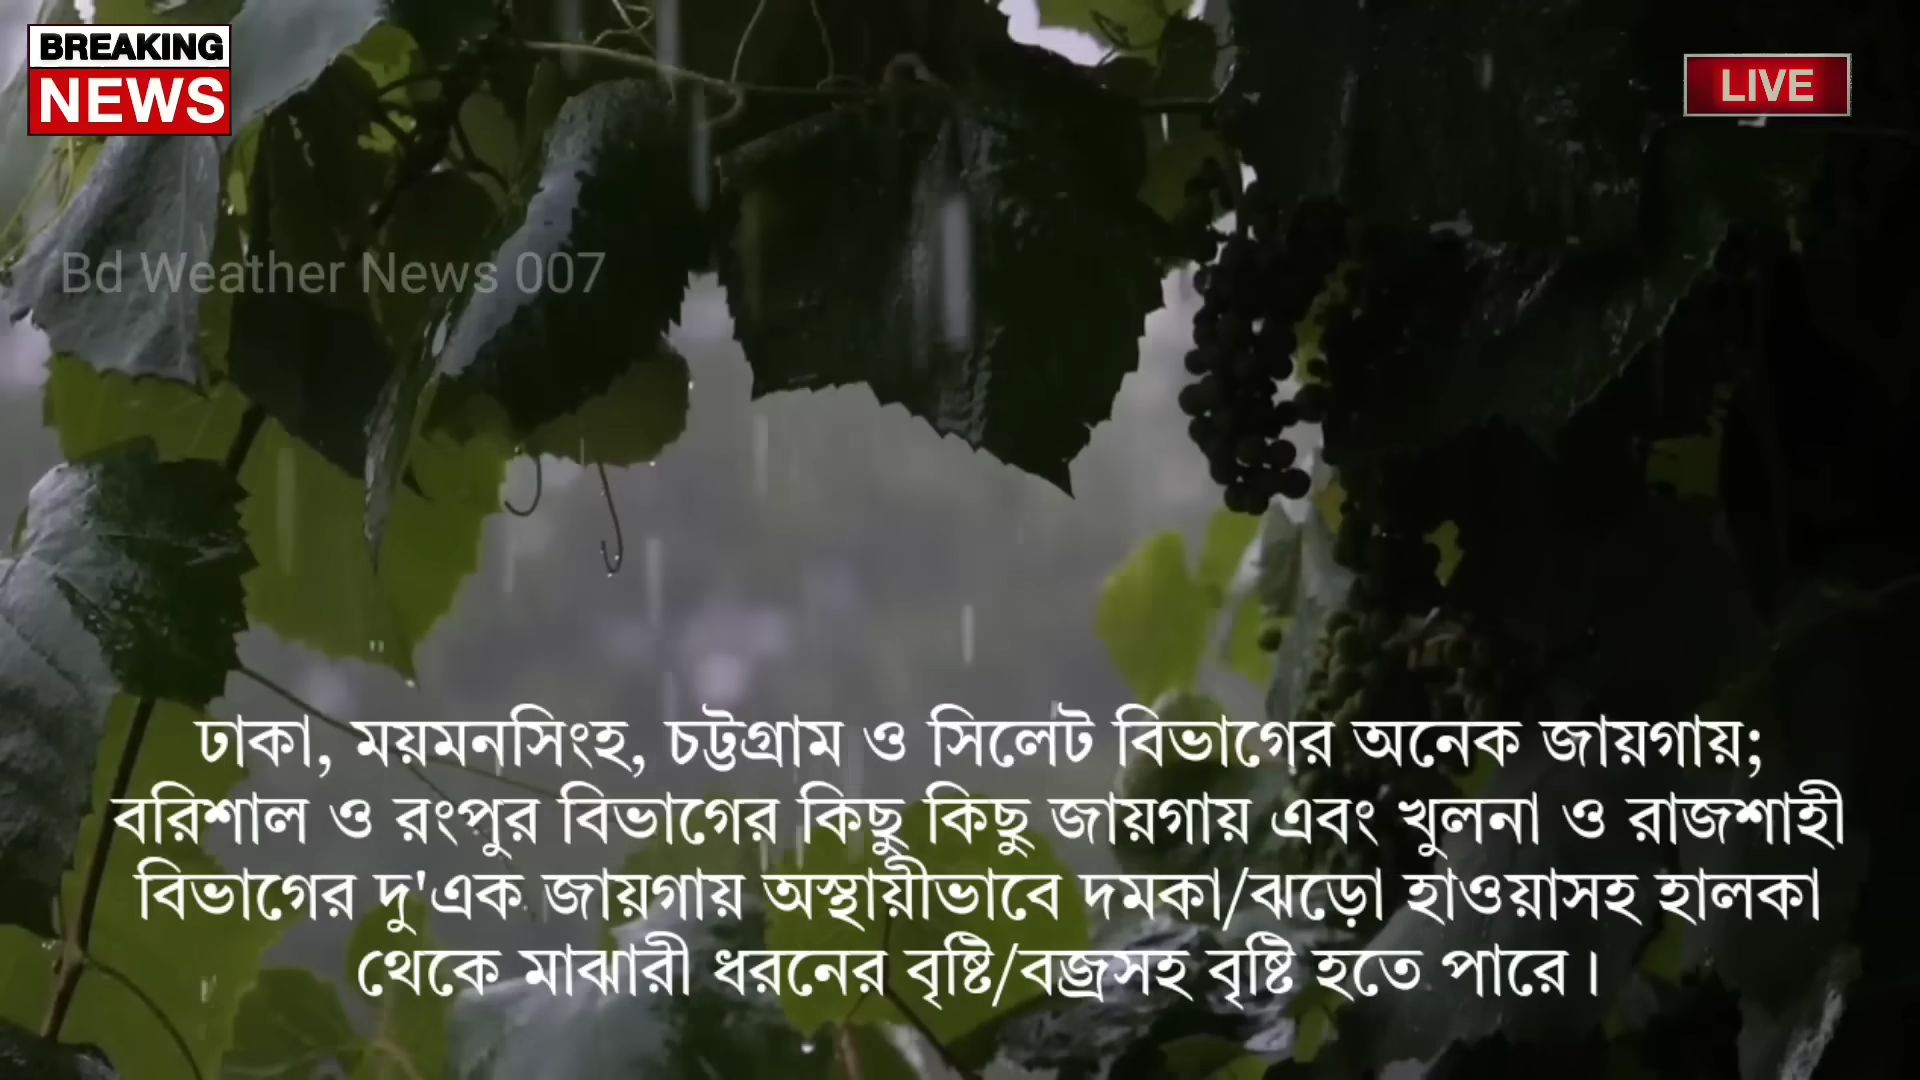 BREAKING
NEWS
LIVE
Bd Weather News 007
ঢাকা, ময়মনসিংহ, চট্টগ্রাম ও সিলেট বিভাগের অনেক জায়গায়;
বরিশাল ও রংপুর বিভাগের কিছু কিছু জায়গায় এবং খুলনা ও রাজশাহী
বিভাগের দু'এক জায়গায় অস্থায়ীভাবে দমকা/ঝড়ো হাওয়াসহ হালকা
থেকে মাঝারী ধরনের বৃষ্টি/বজ্রসহ বৃষ্টি হতে পারে।